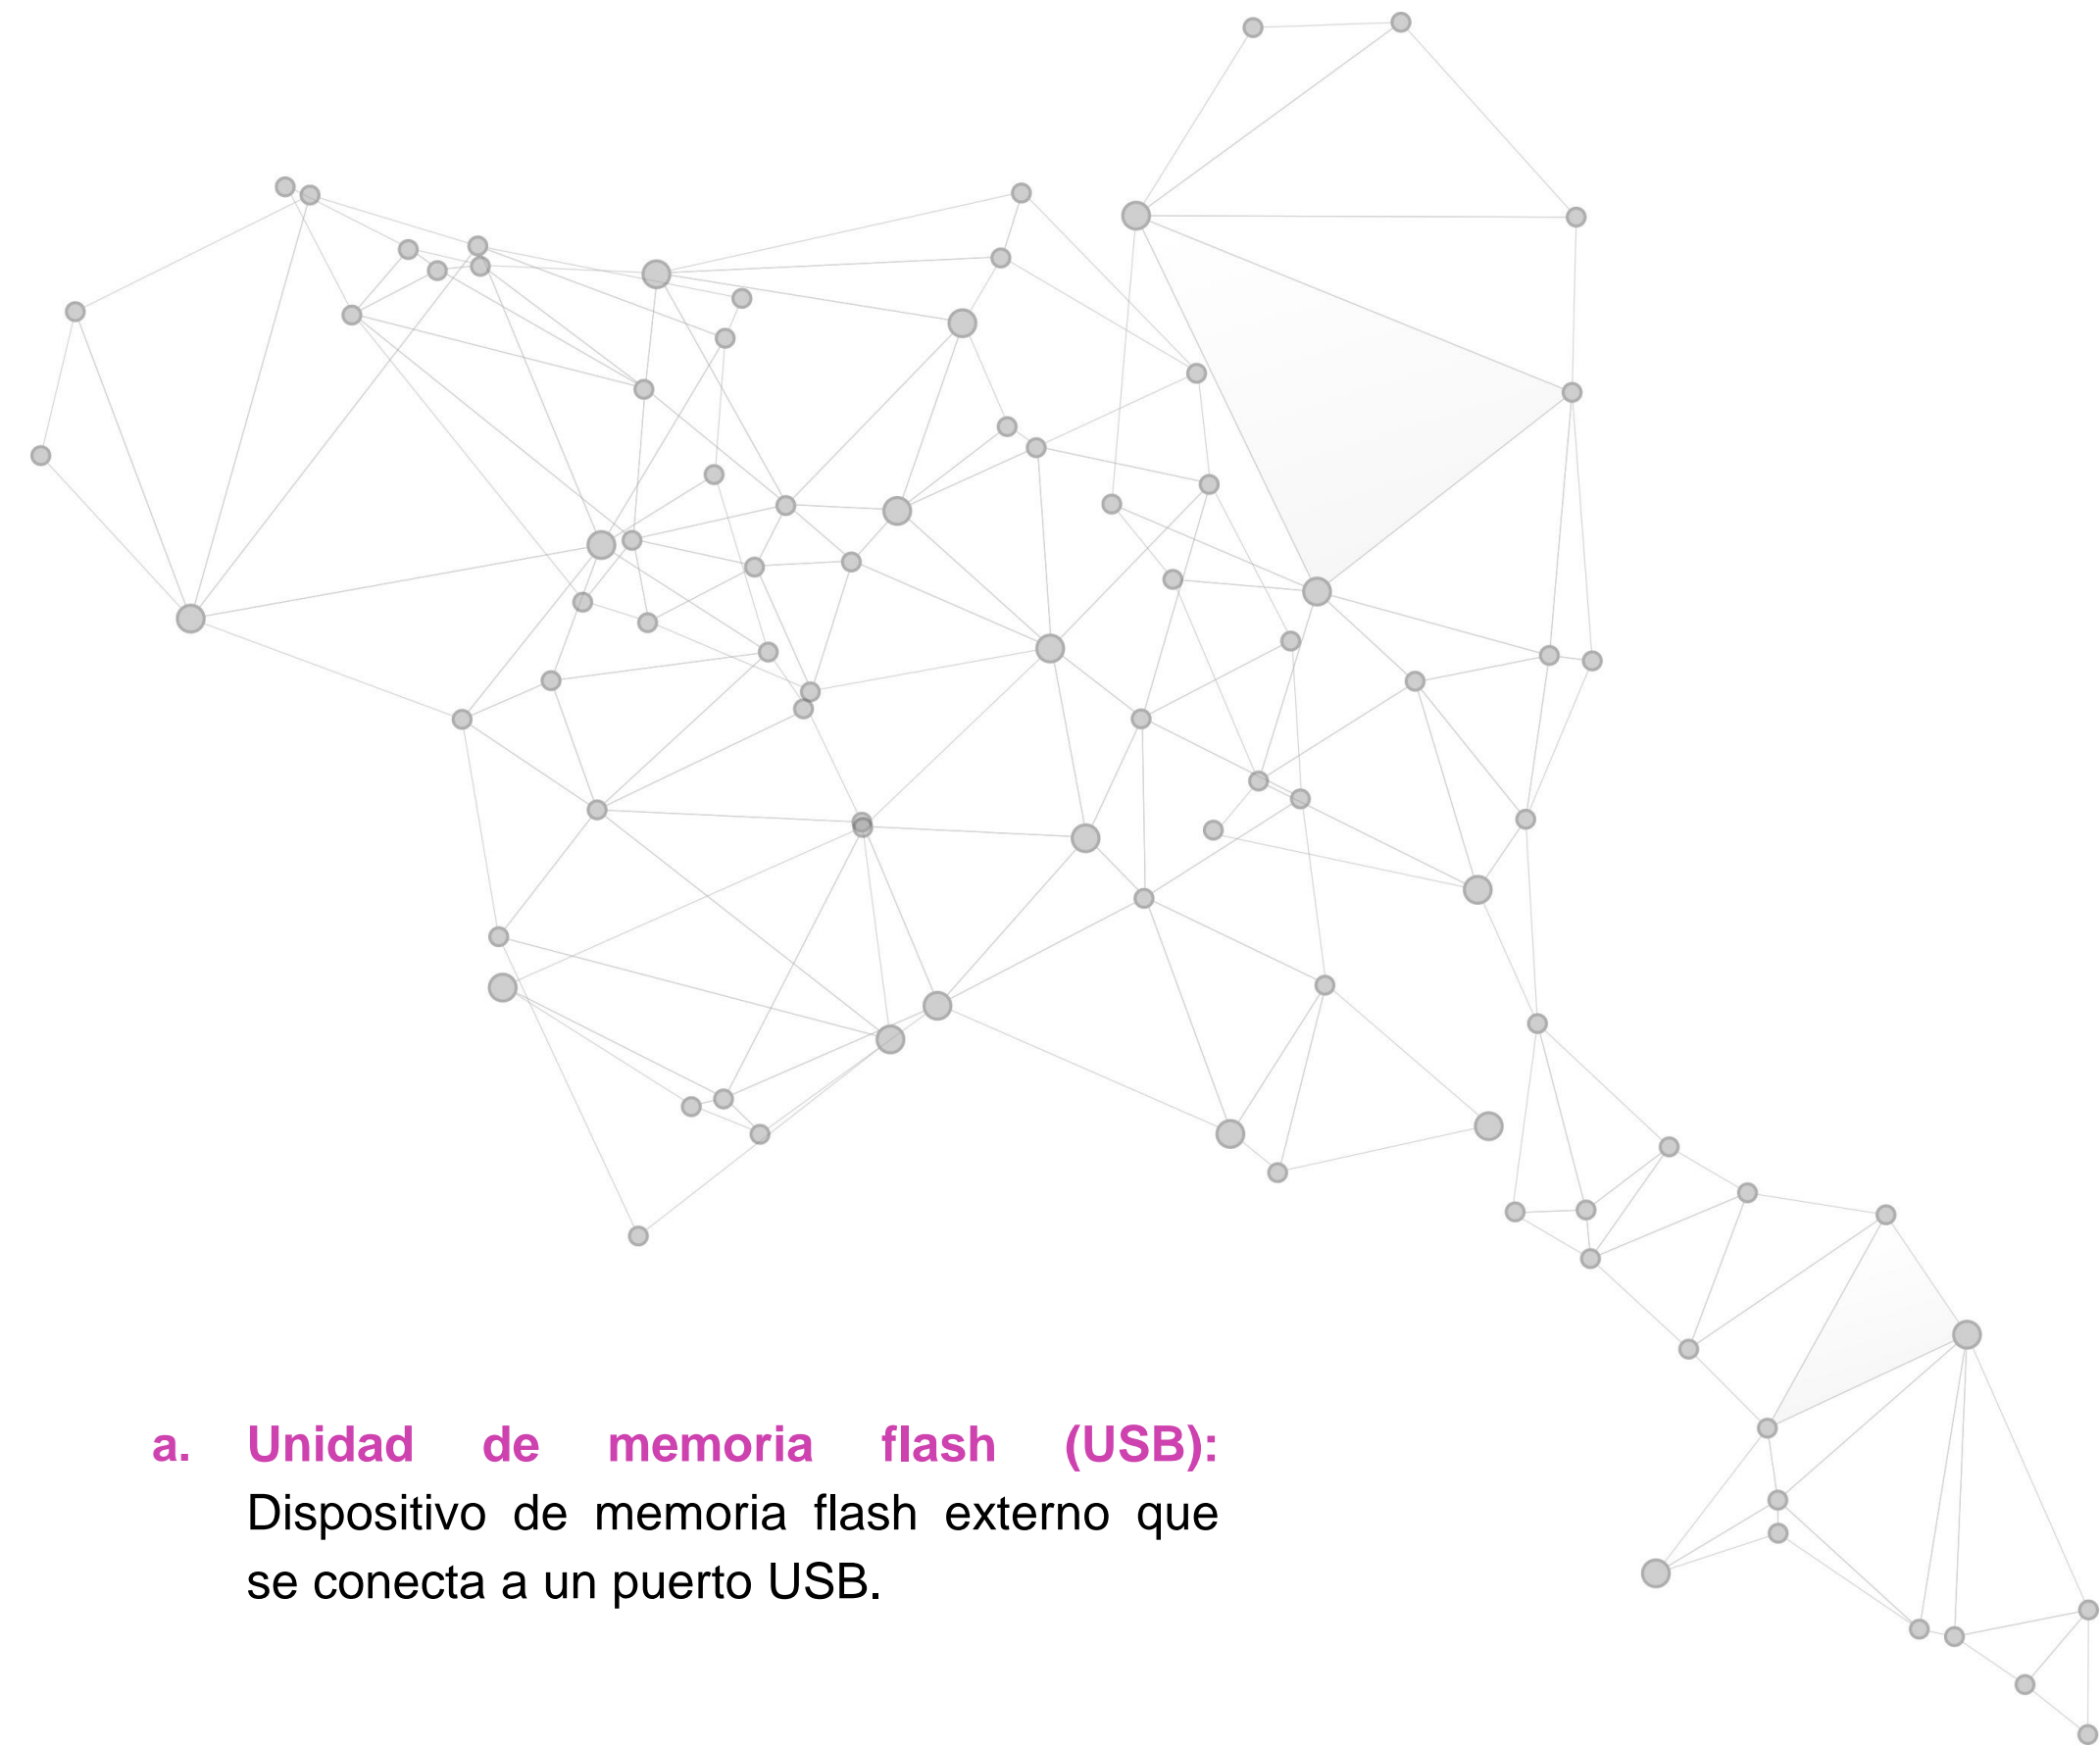 a. Unidad de memoria flash (USB):
Dispositivo de memoria flash externo que
se conecta a un puerto USB.